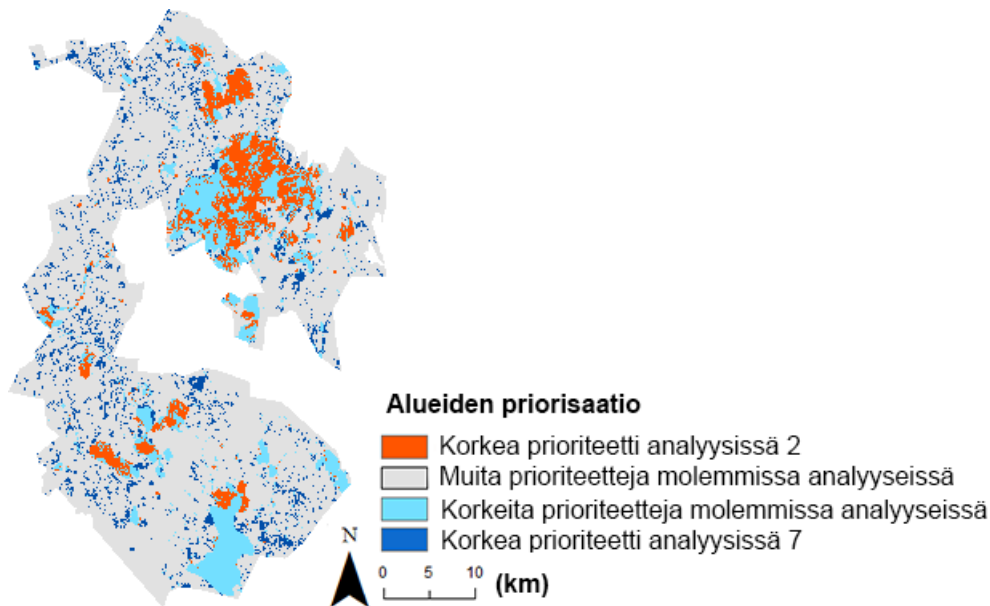 Alueiden priorisaatio
Korkea prioriteetti analyysissä 2
Muita prioriteetteja molemmissa analyyseissä
Korkeita prioriteetteja molemmissa analyyseissä
Korkea prioriteetti analyysissä 7
N
0 5 10
(km)